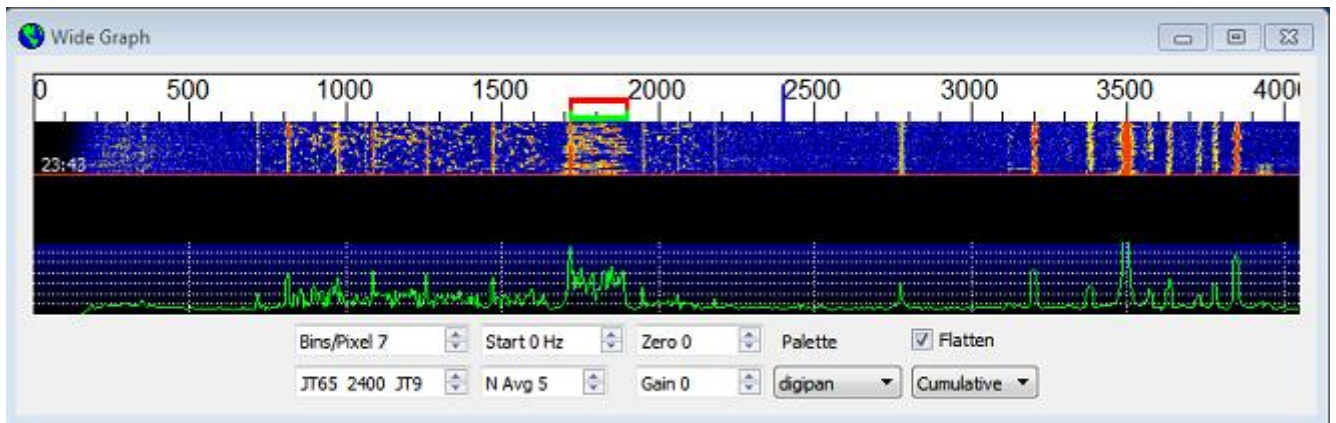 Wide Graph
0 500 1000 1500 2000 2500 3000 3500 400
23:43
Bins/Pixel 7 Start 0 Hz Zero 0 Palette Flatten
JT65 2400 JT9 N Avg 5 Gain 0 digipan Cumulative